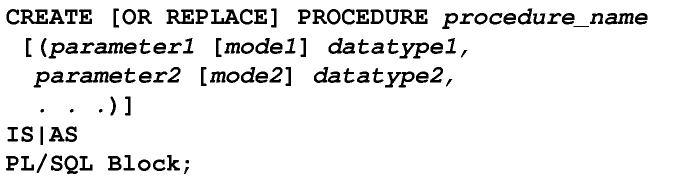 CREATE [OR REPLACE] PROCEDURE procedure_name
[(parameter1 [mode1] datatype1,
parameter2 [mode2] datatype2,
. . .)]
IS|AS
PL/SQL Block;